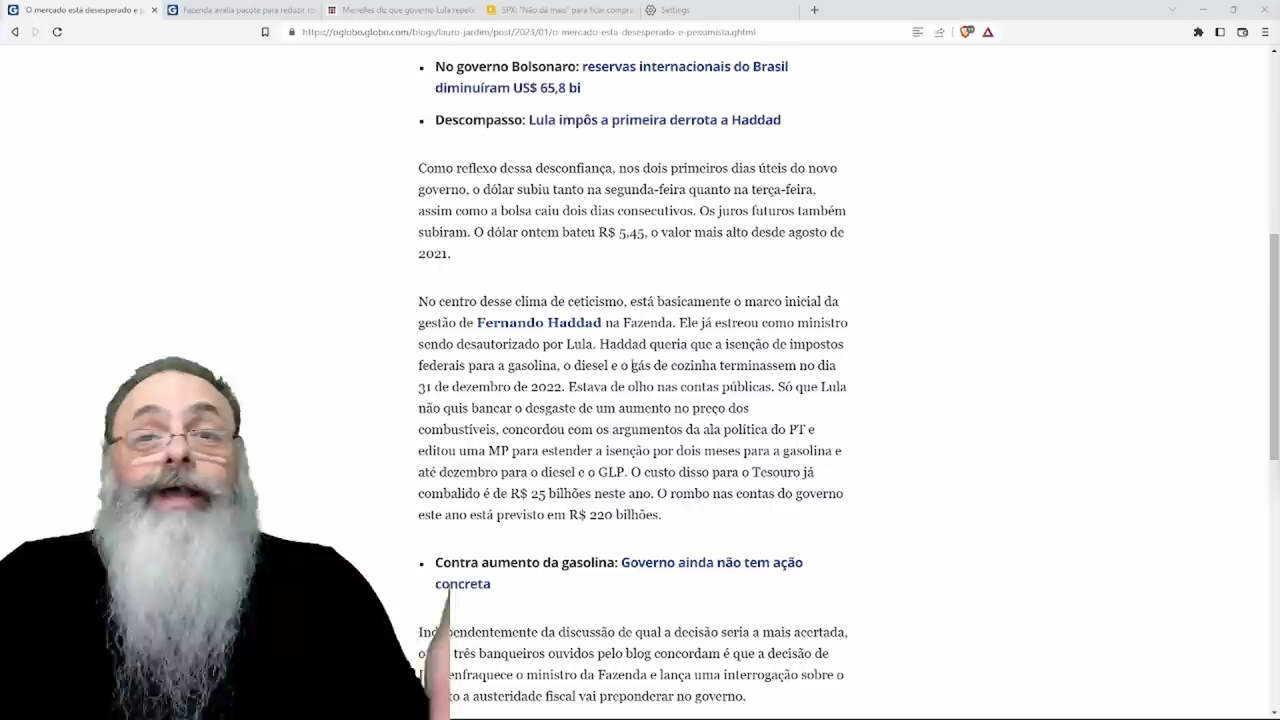 'O mercado está desesperado e p
Fazenda avalia pacote para reduzir ro
Meirelles diz que governo Lula repete
SPX: "Não dá mais" para ficar compra
Settings
https://oglobo.globo.com/blogs/lauro-jardim/post/2023/01/o-mercado-esta-desesperado-e-pessimista.ghtml
• No governo Bolsonaro: reservas internacionais do Brasil
diminuíram US$ 65,8 bi
• Descompasso: Lula impôs a primeira derrota a Haddad
Como reflexo dessa desconfiança, nos dois primeiros dias úteis do novo
governo, o dólar subiu tanto na segunda-feira quanto na terça-feira,
assim como a bolsa caiu dois dias consecutivos. Os juros futuros também
subiram. O dólar ontem bateu R$ 5,45, o valor mais alto desde agosto de
2021.
No centro desse clima de ceticismo, está basicamente o marco inicial da
gestão de Fernando Haddad na Fazenda. Ele já estreou como ministro
sendo desautorizado por Lula. Haddad queria que a isenção de impostos
federais para a gasolina, o diesel e o gás de cozinha terminassem no dia
31 de dezembro de 2022. Estava de olho nas contas públicas. Só que Lula
não quis bancar o desgaste de um aumento no preço dos
combustíveis, concordou com os argumentos da ala política do PT e
editou uma MP para estender a isenção por dois meses para a gasolina e
até dezembro para o diesel e o GLP. O custo disso para o Tesouro já
combalido é de R$ 25 bilhões neste ano. O rombo nas contas do governo
este ano está previsto em R$ 220 bilhões.
• Contra aumento da gasolina: Governo ainda não tem ação
concreta
pendentemente da discussão de qual a decisão seria a mais acertada,
três banqueiros ouvidos pelo blog concordam é que a decisão de
enfraquece o ministro da Fazenda e lança uma interrogação sobre o
to a austeridade fiscal vai preponderar no governo.